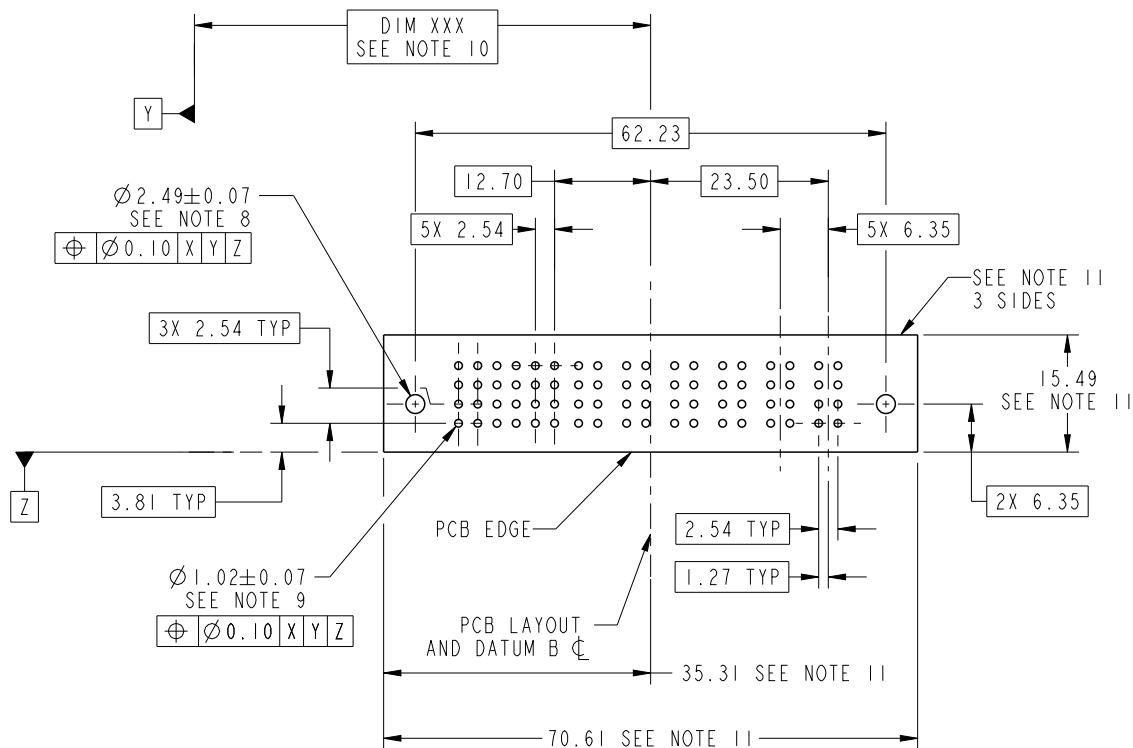 DIM XXX
SEE NOTE 10
Y
62.23
12.70
23.50
Ø2.49±0.07
SEE NOTE 8
⌖ Ø0.10 X Y Z
5X 2.54
5X 6.35
SEE NOTE 11
3 SIDES
3X 2.54 TYP
15.49
SEE NOTE 11
Z
3.81 TYP
2X 6.35
PCB EDGE
2.54 TYP
1.27 TYP
Ø1.02±0.07
SEE NOTE 9
⌖ Ø0.10 X Y Z
PCB LAYOUT
AND DATUM B ℄
35.31 SEE NOTE 11
70.61 SEE NOTE 11